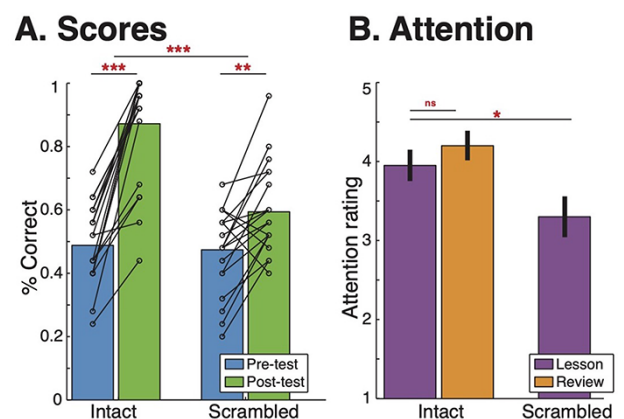 A. Scores
B. Attention
***
***
**
ns
*
1
0.8
0.6
0.4
0.2
0
% Correct
Pre-test
Post-test
Intact
Scrambled
5
4
3
2
1
Attention rating
Lesson
Review
Intact
Scrambled